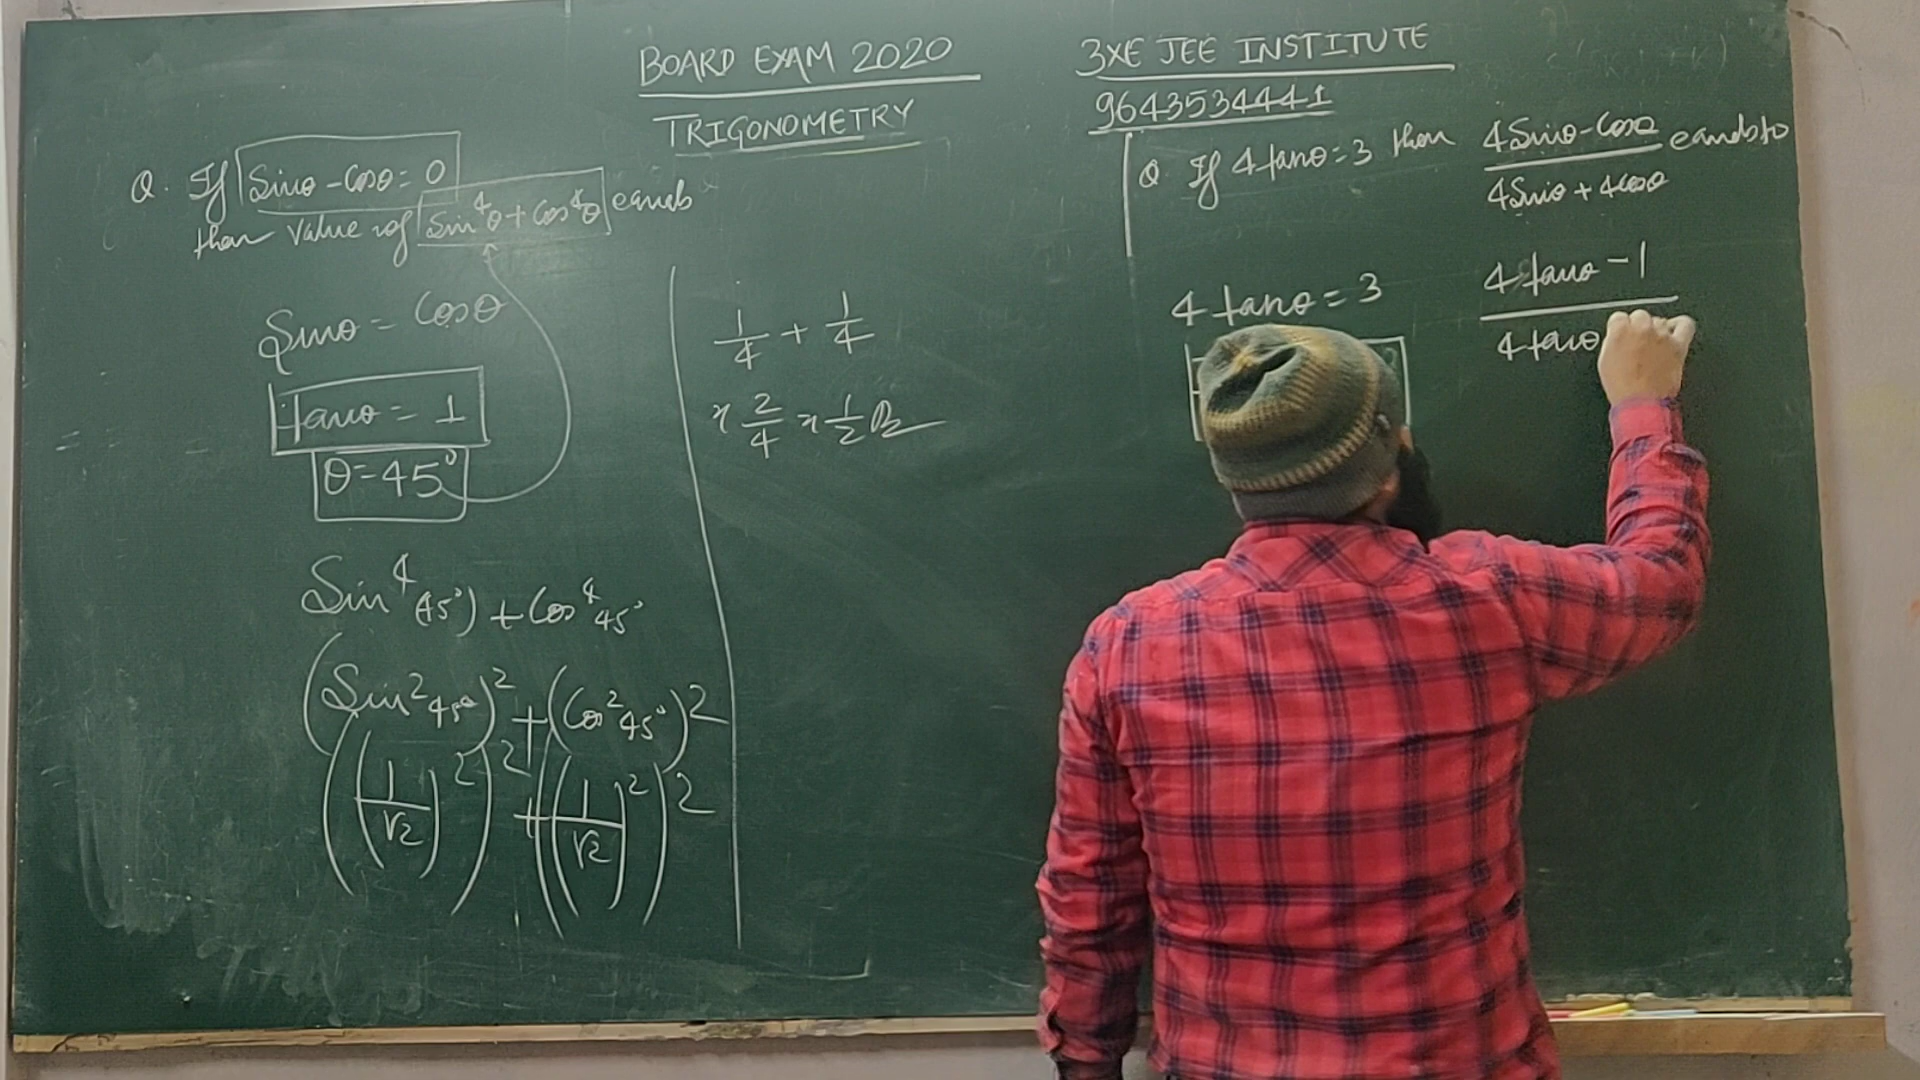 BOARD EXAM 2020
TRIGONOMETRY
3XE JEE INSTITUTE
9643534441
Q. If Sinθ - Cosθ = 0
then Value of Sin⁴θ + Cos⁴θ equals
Sinθ = Cosθ
tanθ = 1
θ = 45°
Sin⁴(45°) + Cos⁴45°
(Sin²45°)² + (Cos²45°)²
((1/√2)²)² + ((1/√2)²)²
1/4 + 1/4
= 2/4 = 1/2
Q If 4tanθ = 3 then (4Sinθ - Cosθ)/(4Sinθ + 4Cosθ) equals to
4tanθ = 3
4tanθ - 1
4tanθ